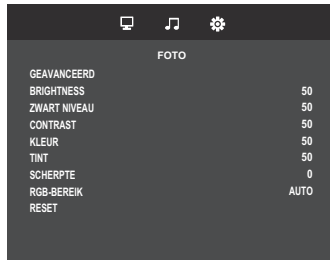 FOTO
GEAVANCEERD
BRIGHTNESS 50
ZWART NIVEAU 50
CONTRAST 50
KLEUR 50
TINT 50
SCHERPTE 0
RGB-BEREIK AUTO
RESET